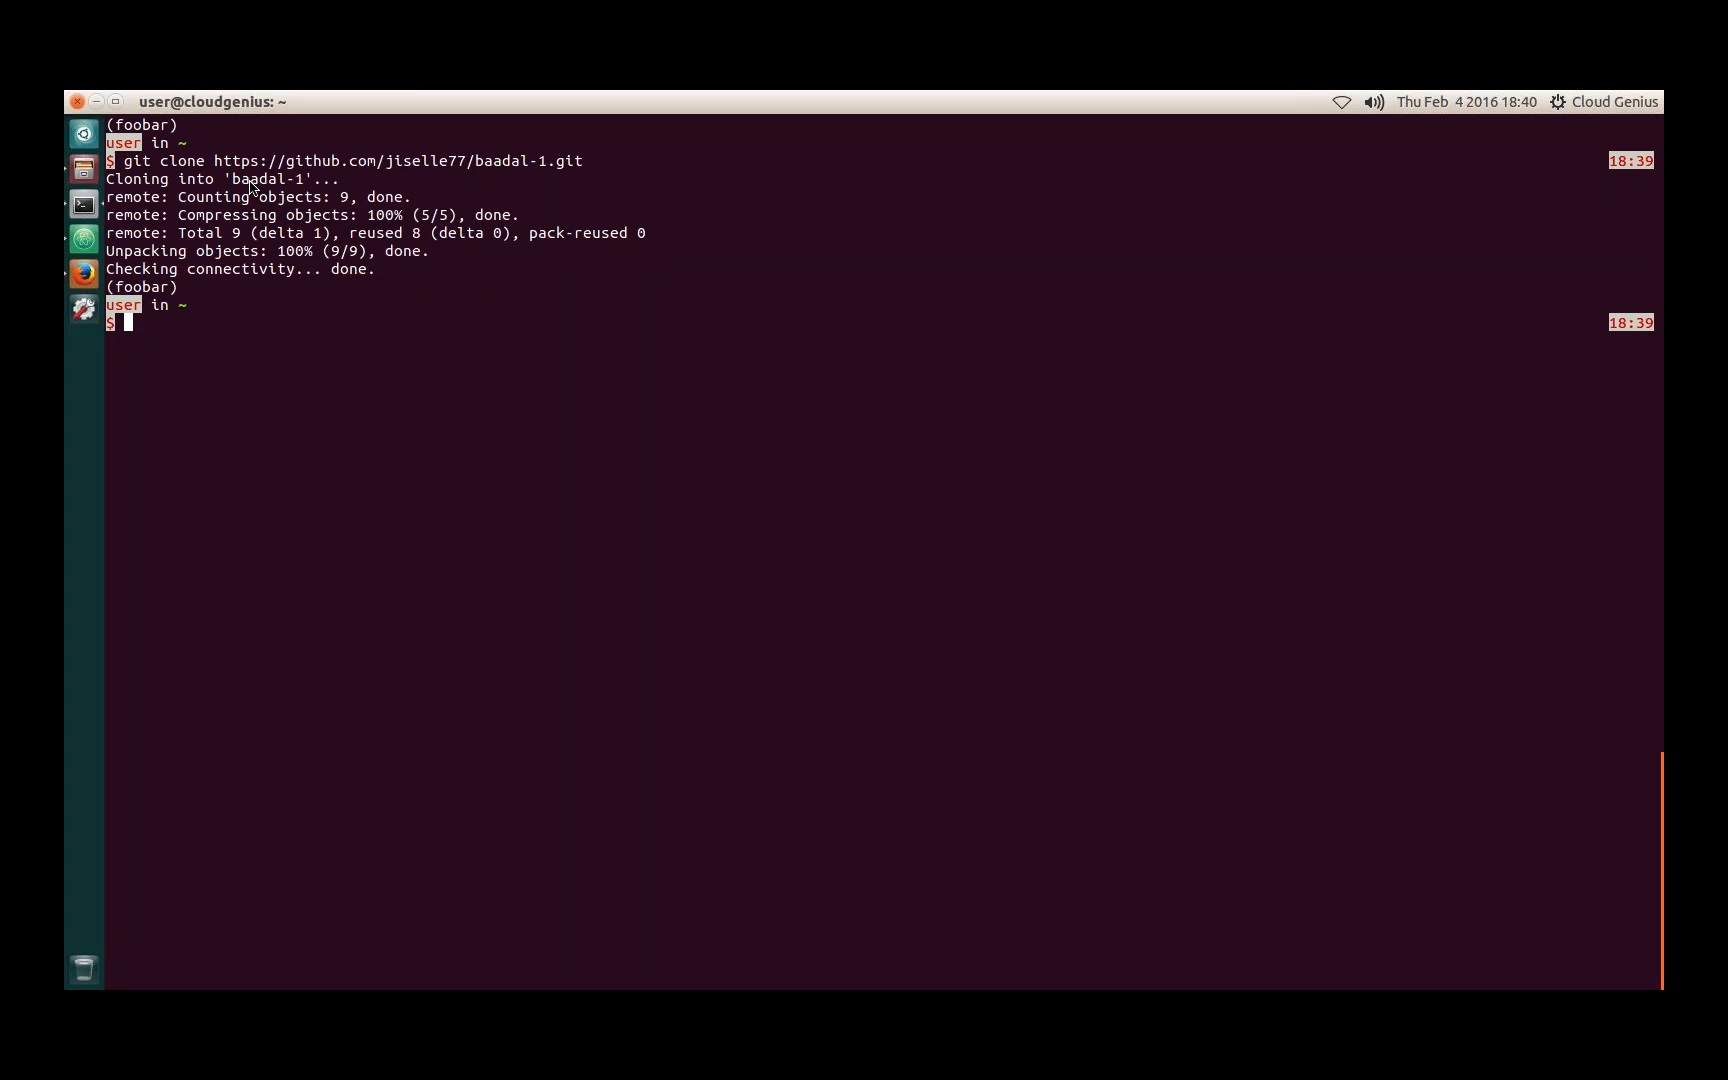 user@cloudgenius: ~ Thu Feb 4 2016 18:40 Cloud Genius
(foobar)
user in ~
$ git clone https://github.com/jiselle77/baadal-1.git 18:39
Cloning into 'baadal-1'...
remote: Counting objects: 9, done.
remote: Compressing objects: 100% (5/5), done.
remote: Total 9 (delta 1), reused 8 (delta 0), pack-reused 0
Unpacking objects: 100% (9/9), done.
Checking connectivity... done.
(foobar)
user in ~
$ 18:39